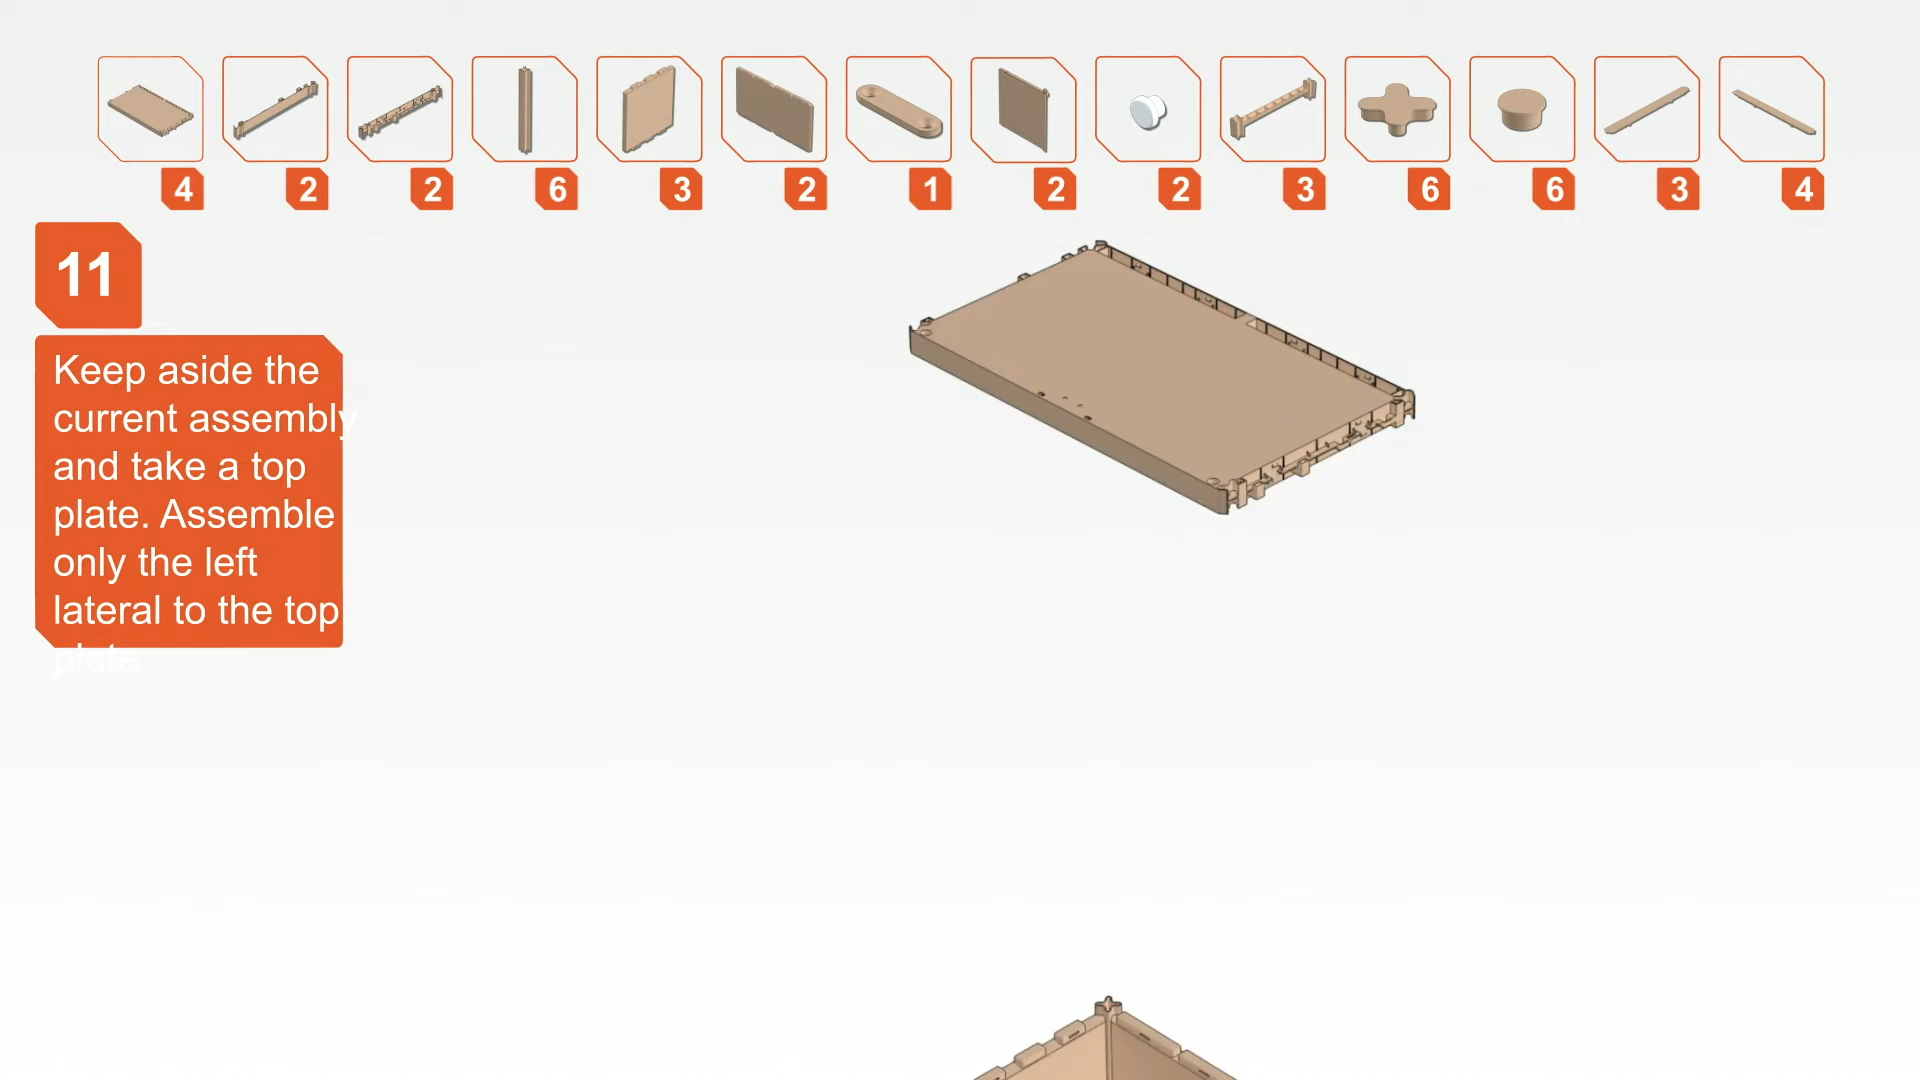 4 2 2 6 3 2 1 2 2 3 6 6 3 4
11
Keep aside the
current assembly
and take a top
plate. Assemble
only the left
lateral to the top
plate